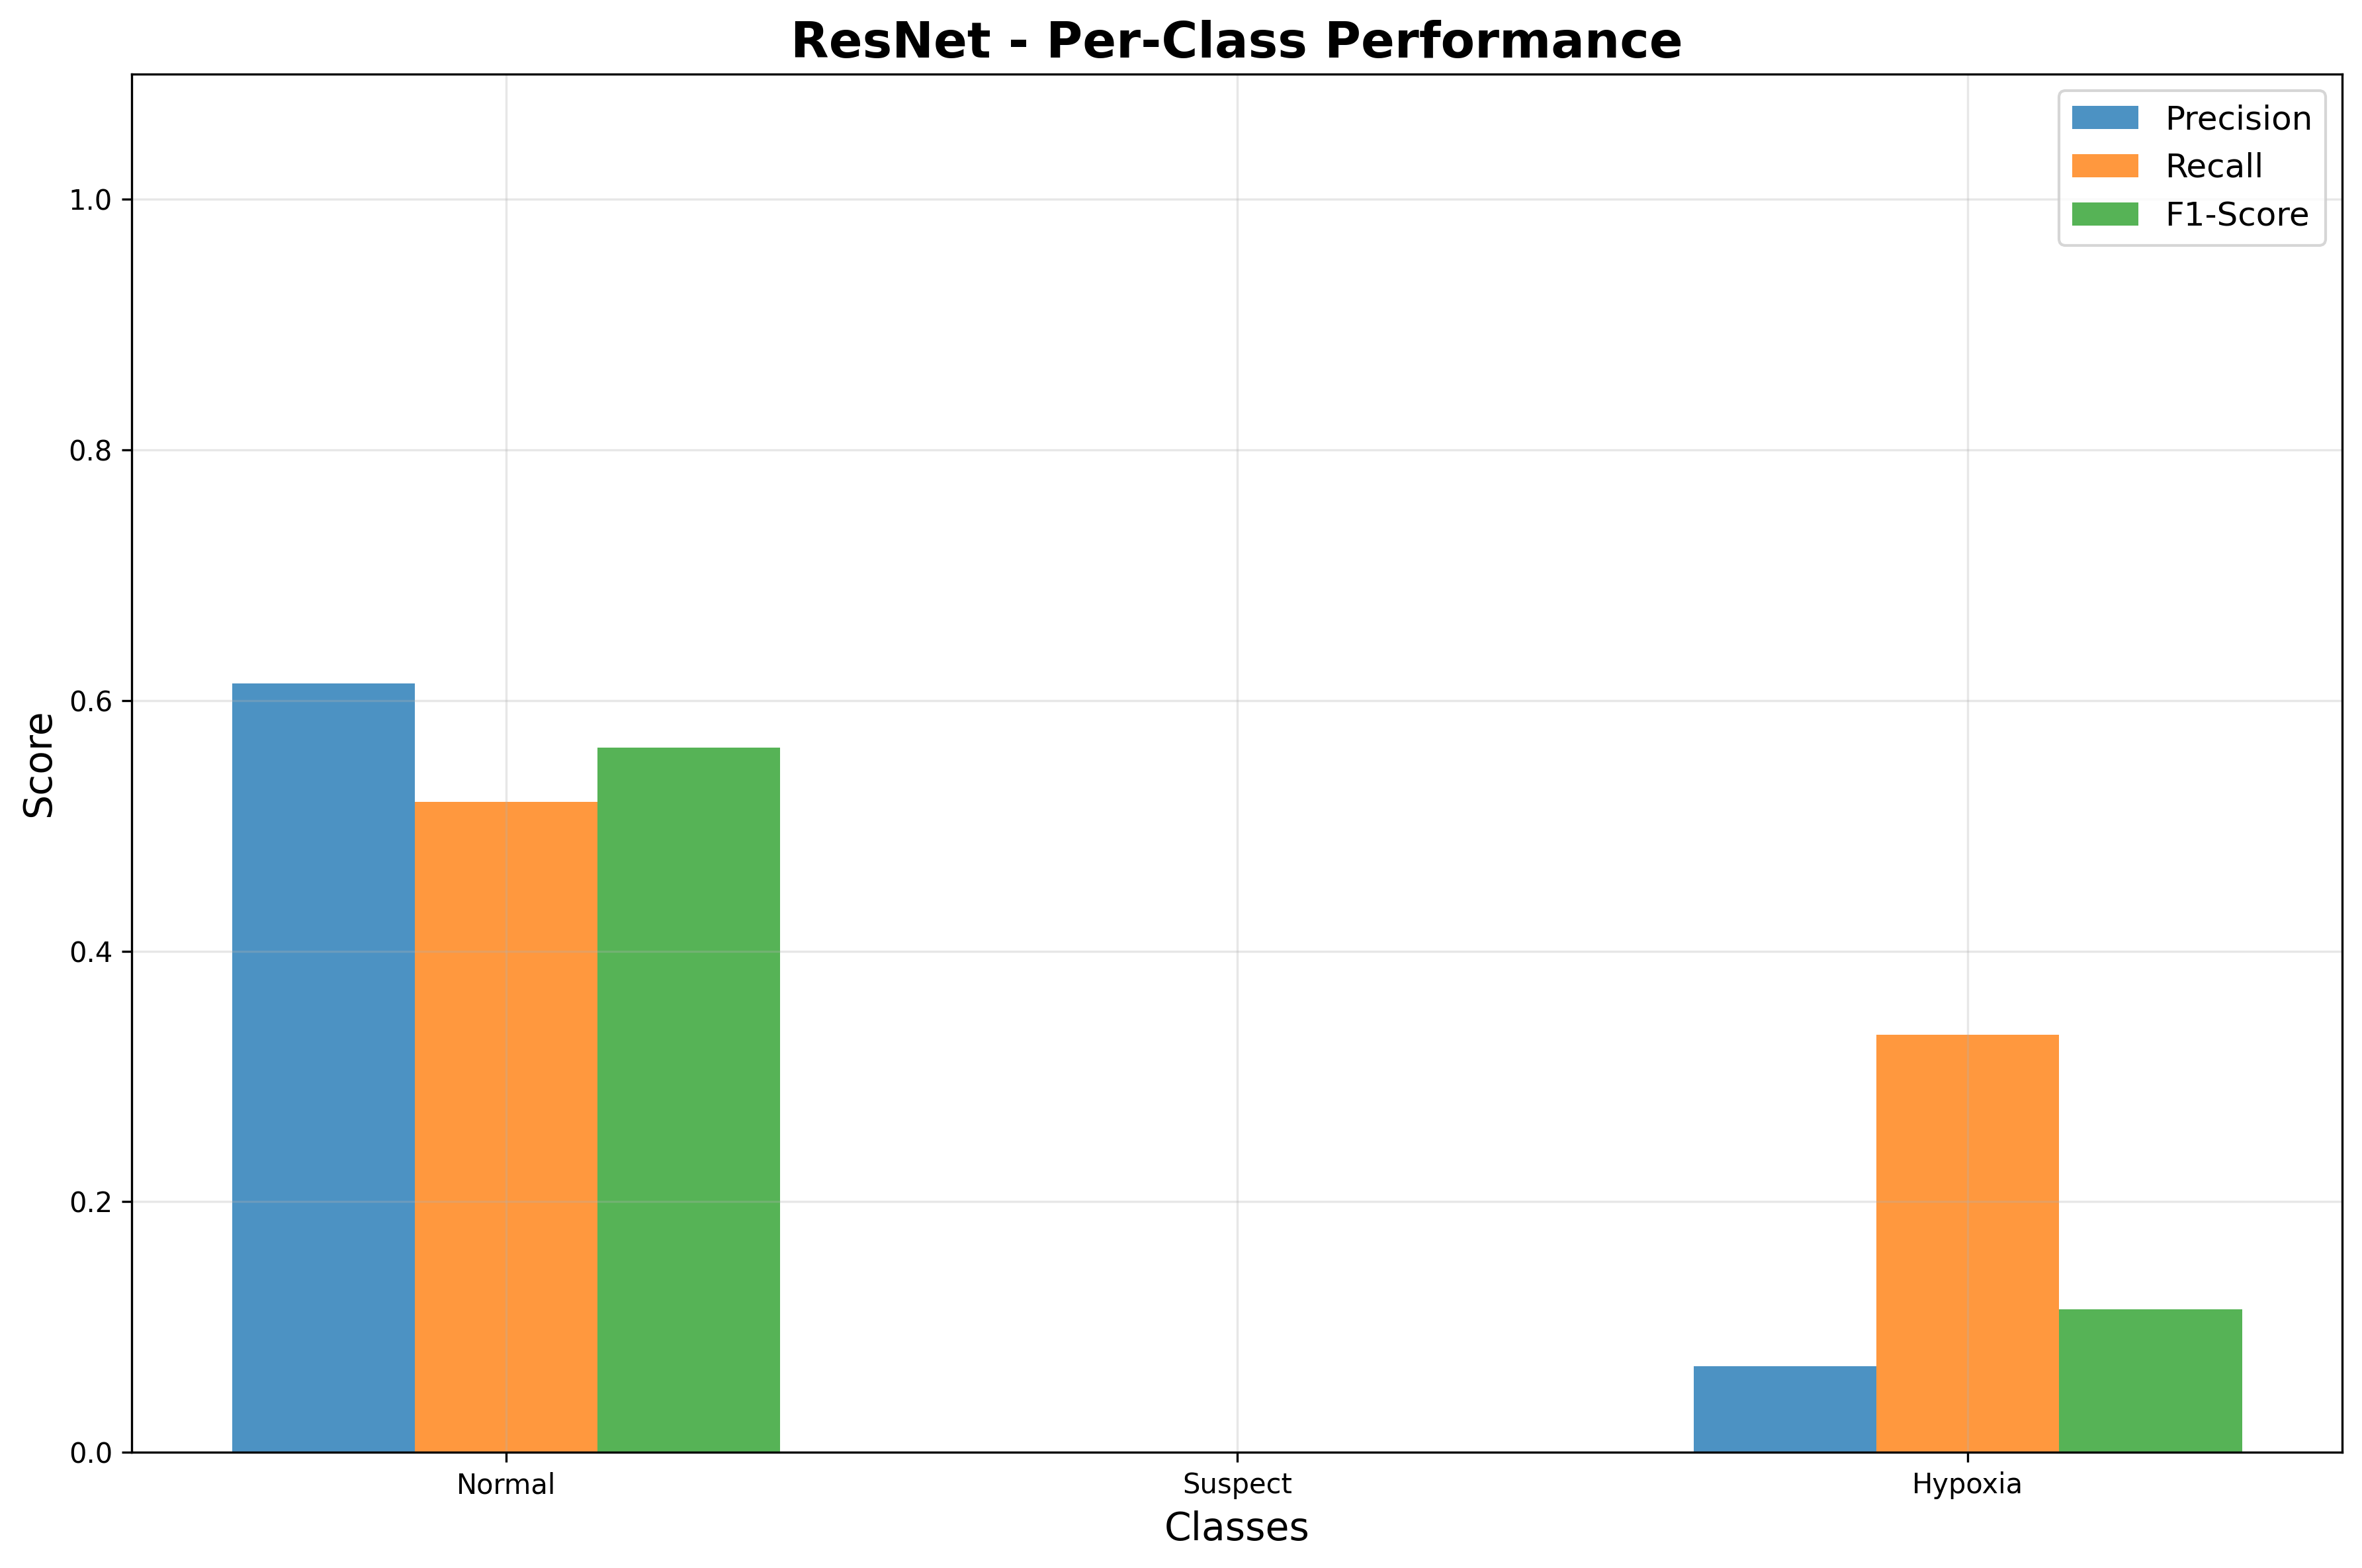 ResNet - Per-Class Performance
Precision
Recall
F1-Score
1.0
0.8
0.6
0.4
0.2
0.0
Score
Normal
Suspect
Hypoxia
Classes